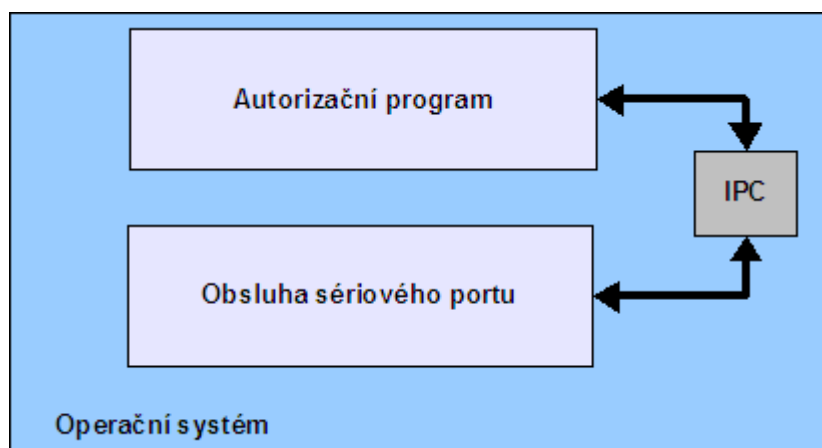 Autorizační program
IPC
Obsluha sériového portu
Operační systém